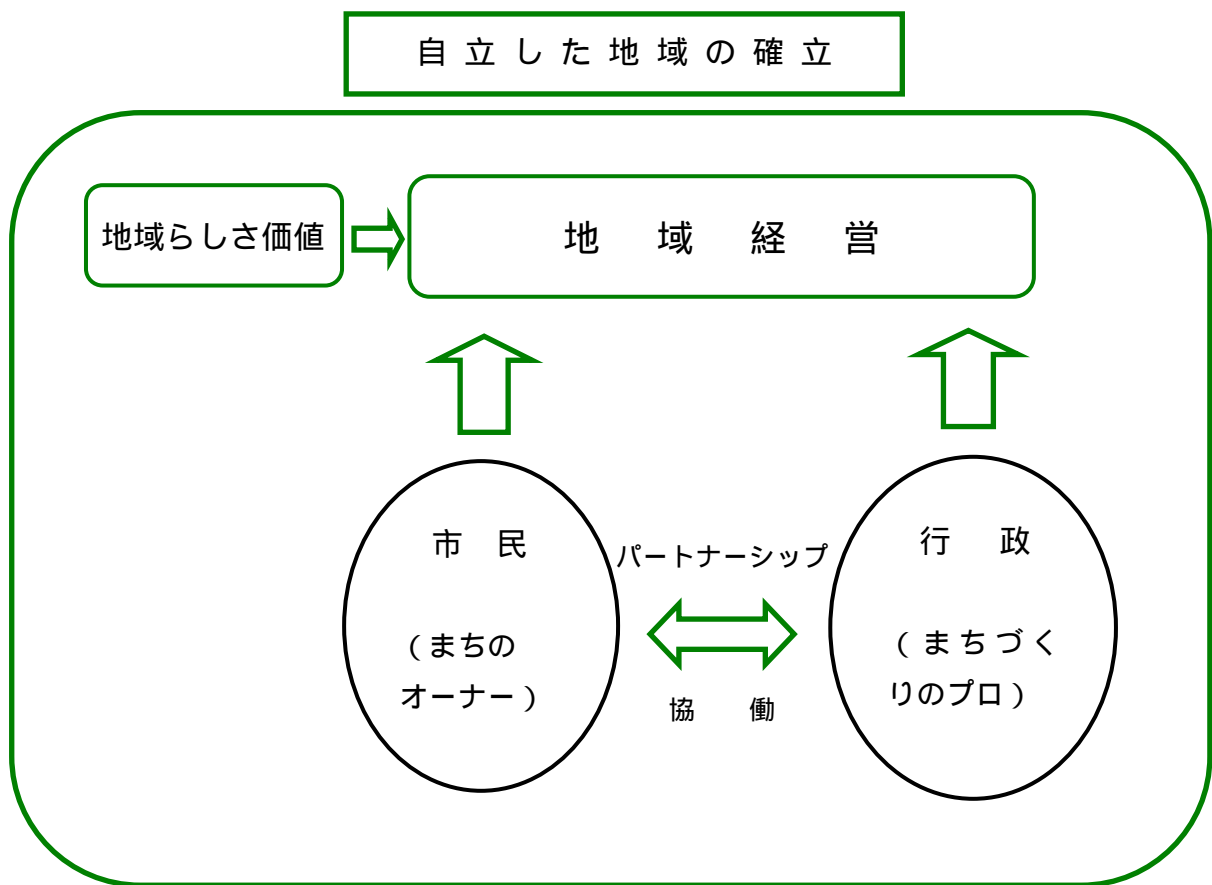 自立した地域の確立
地域らしさ価値
地域経営
市民
(まちの
オーナー)
パートナーシップ
協働
行政
(まちづく
りのプロ)